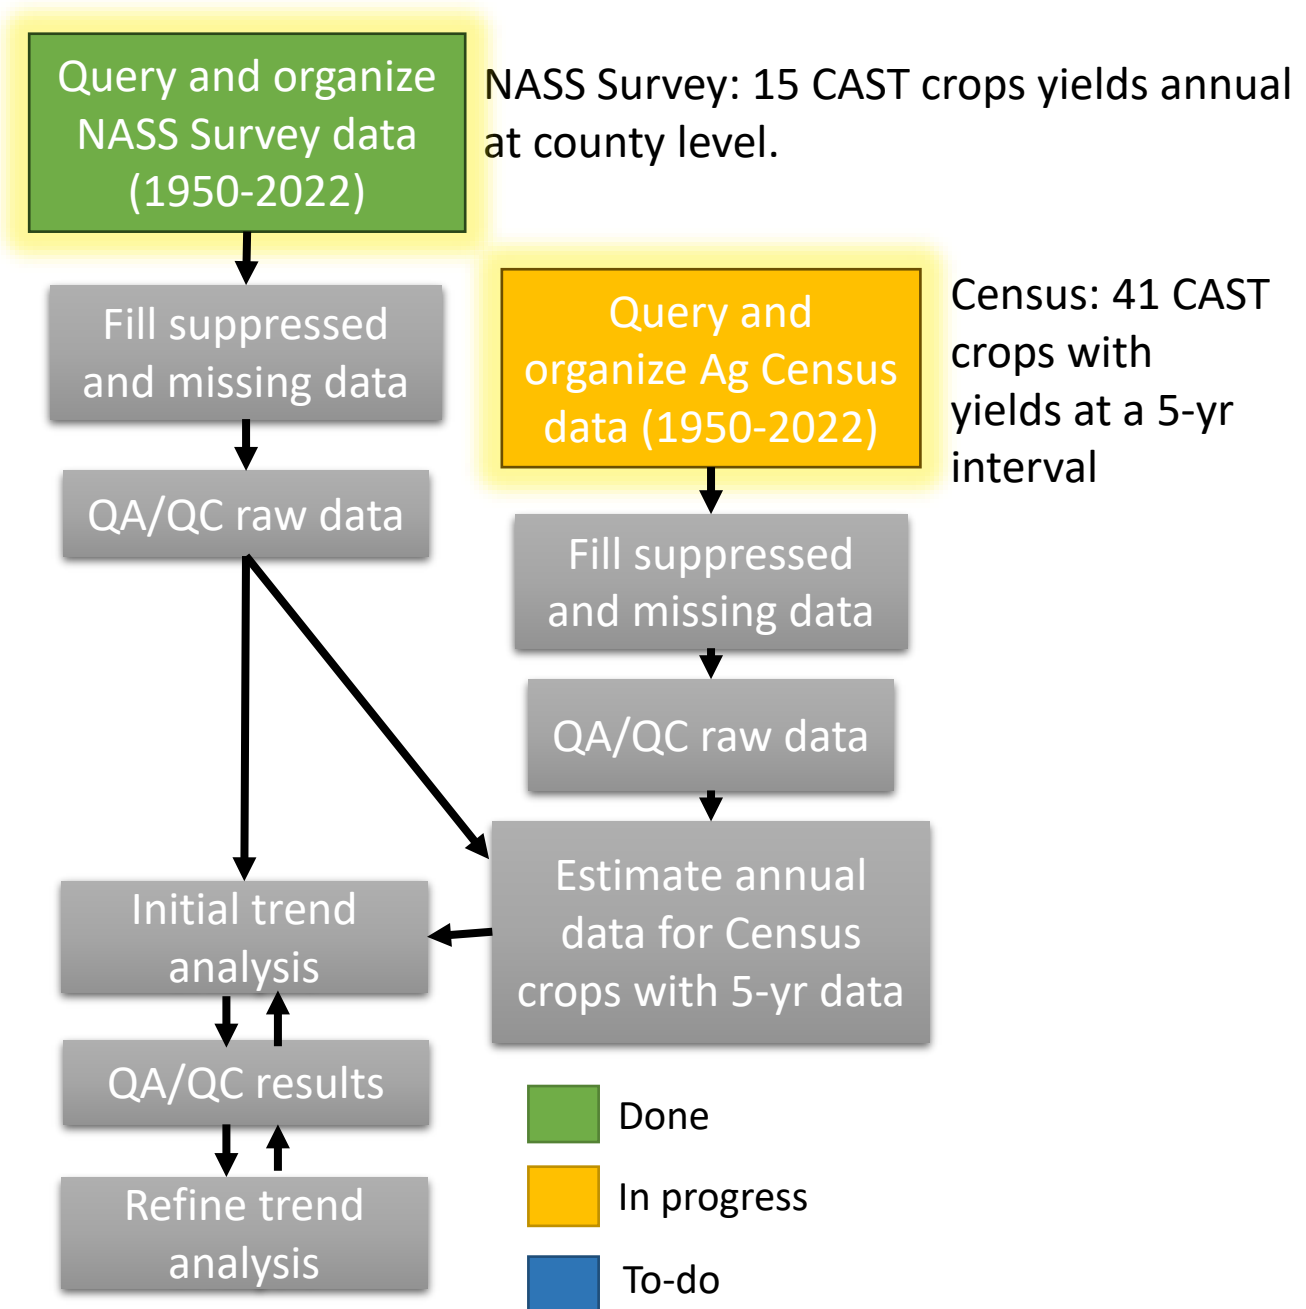 Query and organize
NASS Survey data
(1950-2022)
NASS Survey: 15 CAST crops yields annual
at county level.
Fill suppressed
and missing data
QA/QC raw data
Query and
organize Ag Census
data (1950-2022)
Census: 41 CAST
crops with
yields at a 5-yr
interval
Fill suppressed
and missing data
QA/QC raw data
Estimate annual
data for Census
crops with 5-yr data
Initial trend
analysis
QA/QC results
Refine trend
analysis
Done
In progress
To-do